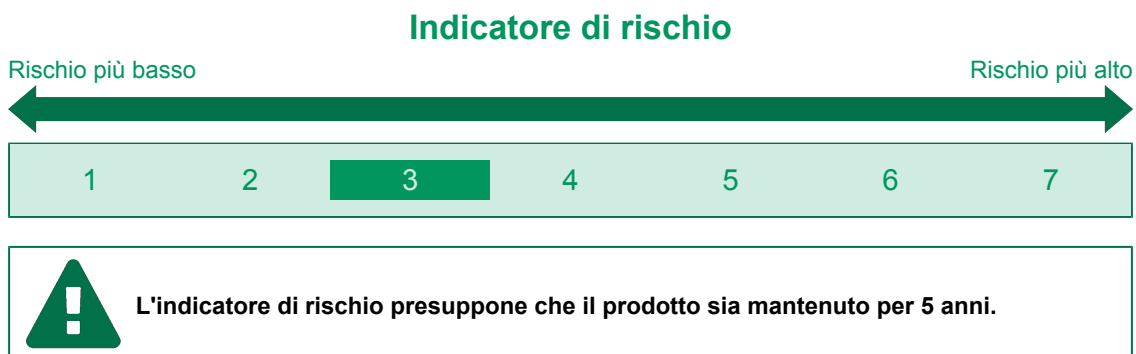 Indicatore di rischio
Rischio più basso Rischio più alto
1 2 3 4 5 6 7
L'indicatore di rischio presuppone che il prodotto sia mantenuto per 5 anni.